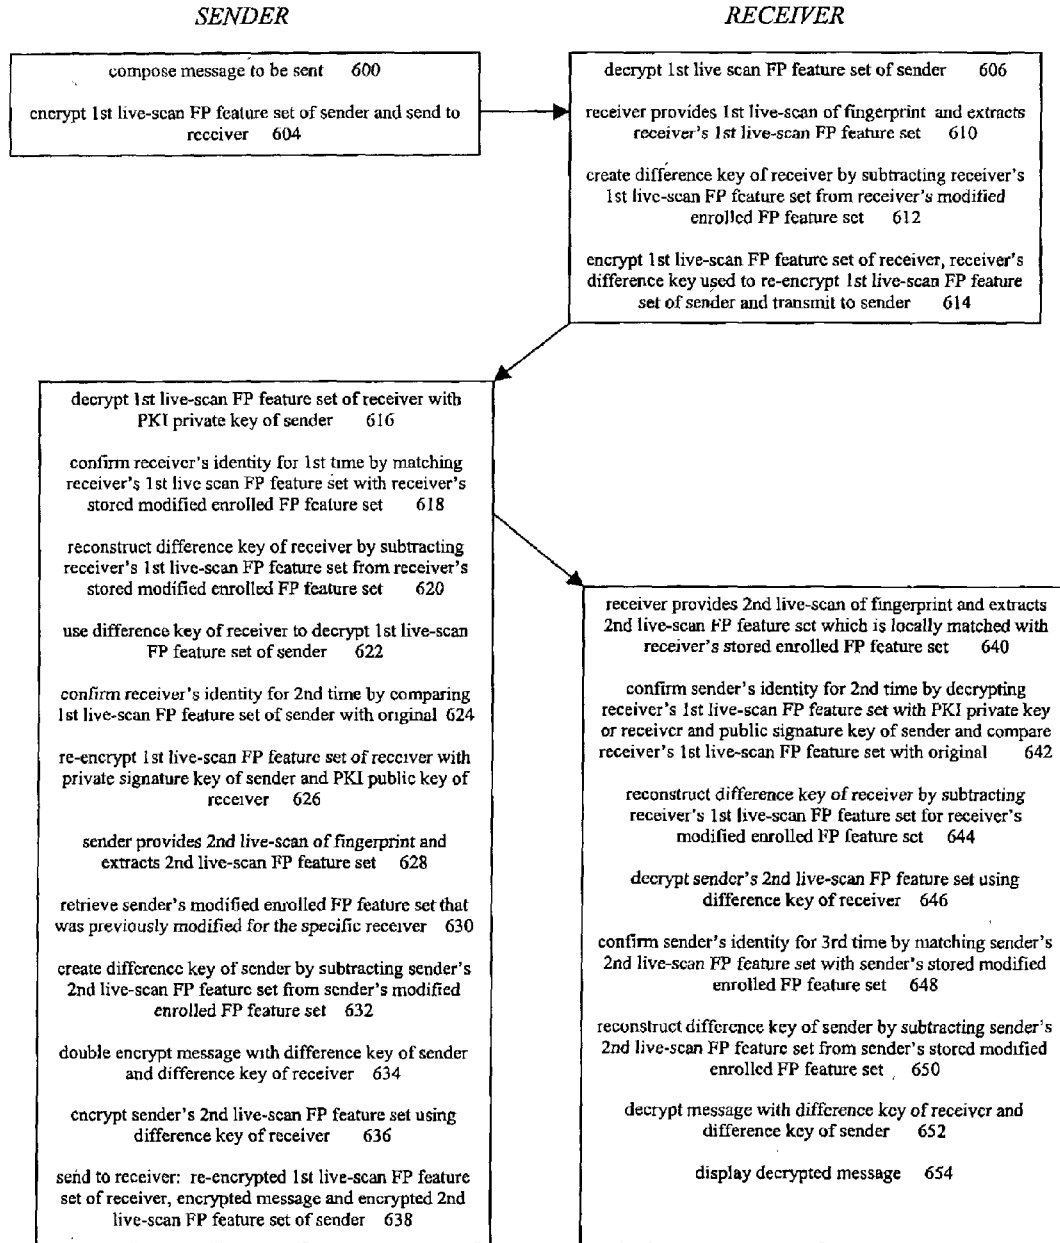 SENDER
RECEIVER
compose message to be sent 600
encrypt 1st live-scan FP feature set of sender and send to
receiver 604
decrypt 1st live scan FP feature set of sender 606
receiver provides 1st live-scan of fingerprint and extracts
receiver's 1st live-scan FP feature set 610
create difference key of receiver by subtracting receiver's
1st live-scan FP feature set from receiver's modified
enrolled FP feature set 612
encrypt 1st live-scan FP feature set of receiver, receiver's
difference key used to re-encrypt 1st live-scan FP feature
set of sender and transmit to sender 614
decrypt 1st live-scan FP feature set of receiver with
PKI private key of sender 616
confirm receiver's identity for 1st time by matching
receiver's 1st live scan FP feature set with receiver's
stored modified enrolled FP feature set 618
reconstruct difference key of receiver by subtracting
receiver's 1st live-scan FP feature set from receiver's
stored modified enrolled FP feature set 620
use difference key of receiver to decrypt 1st live-scan
FP feature set of sender 622
confirm receiver's identity for 2nd time by comparing
1st live-scan FP feature set of sender with original 624
re-encrypt 1st live-scan FP feature set of receiver with
private signature key of sender and PKI public key of
receiver 626
sender provides 2nd live-scan of fingerprint and
extracts 2nd live-scan FP feature set 628
retrieve sender's modified enrolled FP feature set that
was previously modified for the specific receiver 630
create difference key of sender by subtracting sender's
2nd live-scan FP feature set from sender's modified
enrolled FP feature set 632
double encrypt message with difference key of sender
and difference key of receiver 634
encrypt sender's 2nd live-scan FP feature set using
difference key of receiver 636
send to receiver: re-encrypted 1st live-scan FP feature
set of receiver, encrypted message and encrypted 2nd
live-scan FP feature set of sender 638
receiver provides 2nd live-scan of fingerprint and extracts
2nd live-scan FP feature set which is locally matched with
receiver's stored enrolled FP feature set 640
confirm sender's identity for 2nd time by decrypting
receiver's 1st live-scan FP feature set with PKI private key
or receiver and public signature key of sender and compare
receiver's 1st live-scan FP feature set with original 642
reconstruct difference key of receiver by subtracting
receiver's 1st live-scan FP feature set for receiver's
modified enrolled FP feature set 644
decrypt sender's 2nd live-scan FP feature set using
difference key of receiver 646
confirm sender's identity for 3rd time by matching sender's
2nd live-scan FP feature set with sender's stored modified
enrolled FP feature set 648
reconstruct difference key of sender by subtracting sender's
2nd live-scan FP feature set from sender's stored modified
enrolled FP feature set 650
decrypt message with difference key of receiver and
difference key of sender 652
display decrypted message 654